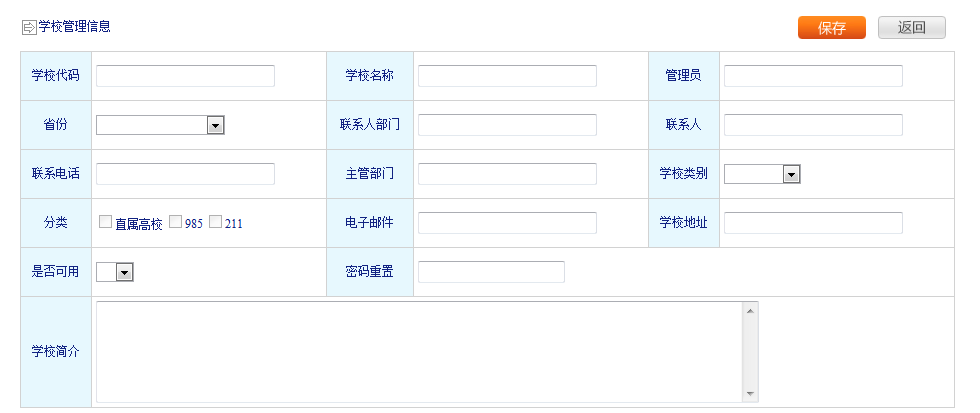 学校管理信息 保存 返回
学校代码 学校名称 管理员
省份 联系人部门 联系人
联系电话 主管部门 学校类别
分类 直属高校 985 211 电子邮件 学校地址
是否可用 密码重置
学校简介